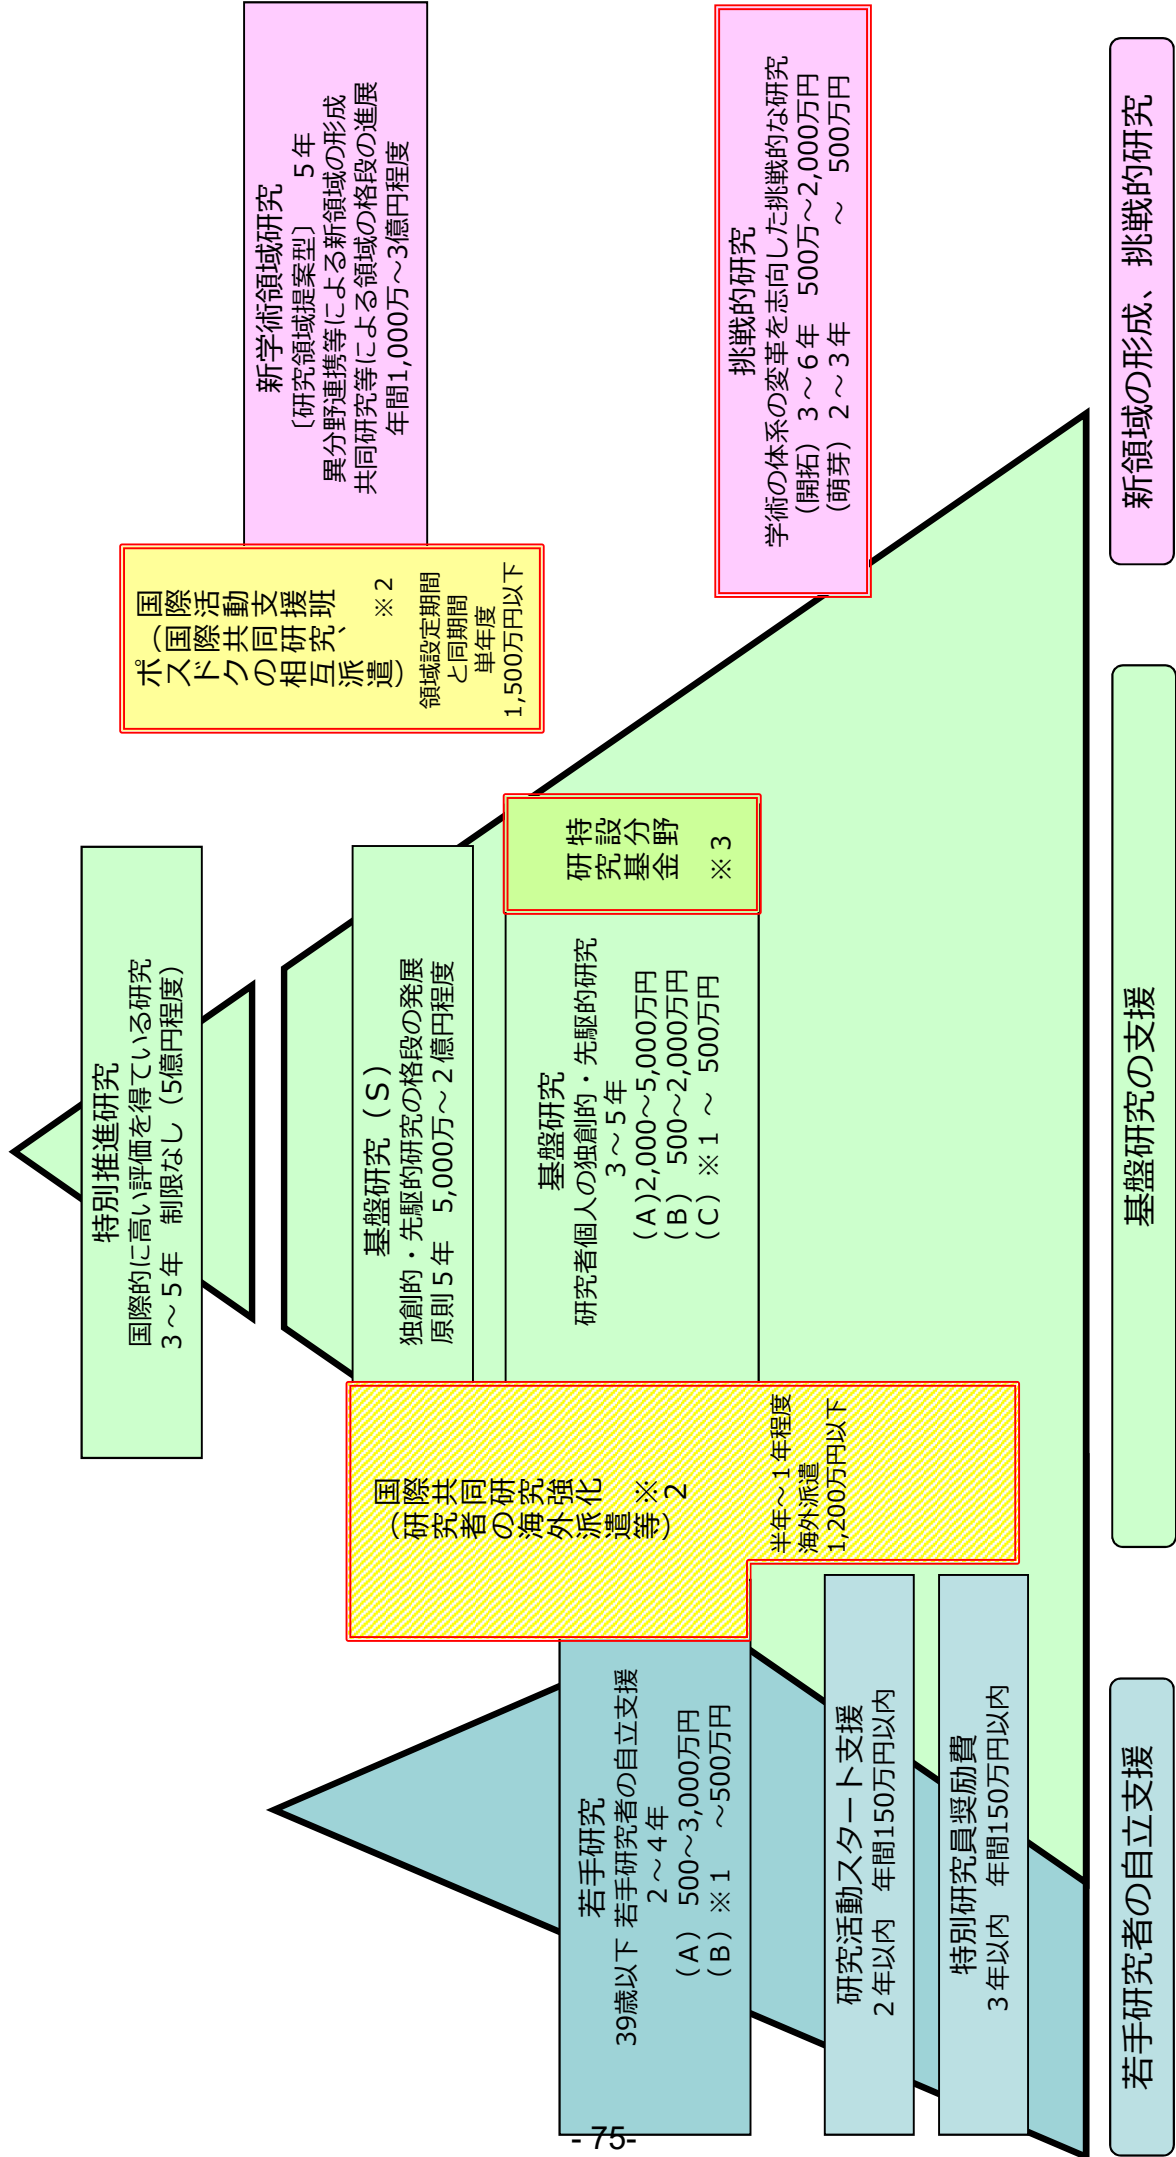 特別推進研究
国際的に高い評価を得ている研究
３～５年　制限なし（5億円程度）
国際活動支援班
（国際共同研究、
ポスドクの相互派遣）
※２
領域設定期間
と同期間
単年度
1,500万円以下
新学術領域研究
〔研究領域提案型〕　５年
異分野連携等による新領域の形成
共同研究等による領域の格段の進展
年間1,000万～3億円程度
基盤研究（Ｓ）
独創的・先駆的研究の格段の発展
原則５年　5,000万～２億円程度
国際共同研究強化
（研究者の海外派遣等）
※２
半年～１年程度
海外派遣
1,200万円以下
基盤研究
研究者個人の独創的・先駆的研究
３～５年
（Ａ）2,000～5,000万円
（Ｂ）　500～2,000万円
（Ｃ）※１ ～　500万円
特設分野
研究基金
※３
挑戦的研究
学術の体系の変革を志向した挑戦的な研究
（開拓）３～６年　500万～2,000万円
（萌芽）２～３年　　　　～　500万円
若手研究
39歳以下 若手研究者の自立支援
２～４年
（Ａ） 500～3,000万円
（Ｂ）※１　～500万円
研究活動スタート支援
２年以内　年間150万円以内
特別研究員奨励費
３年以内　年間150万円以内
若手研究者の自立支援
基盤研究の支援
新領域の形成、挑戦的研究
- 75-